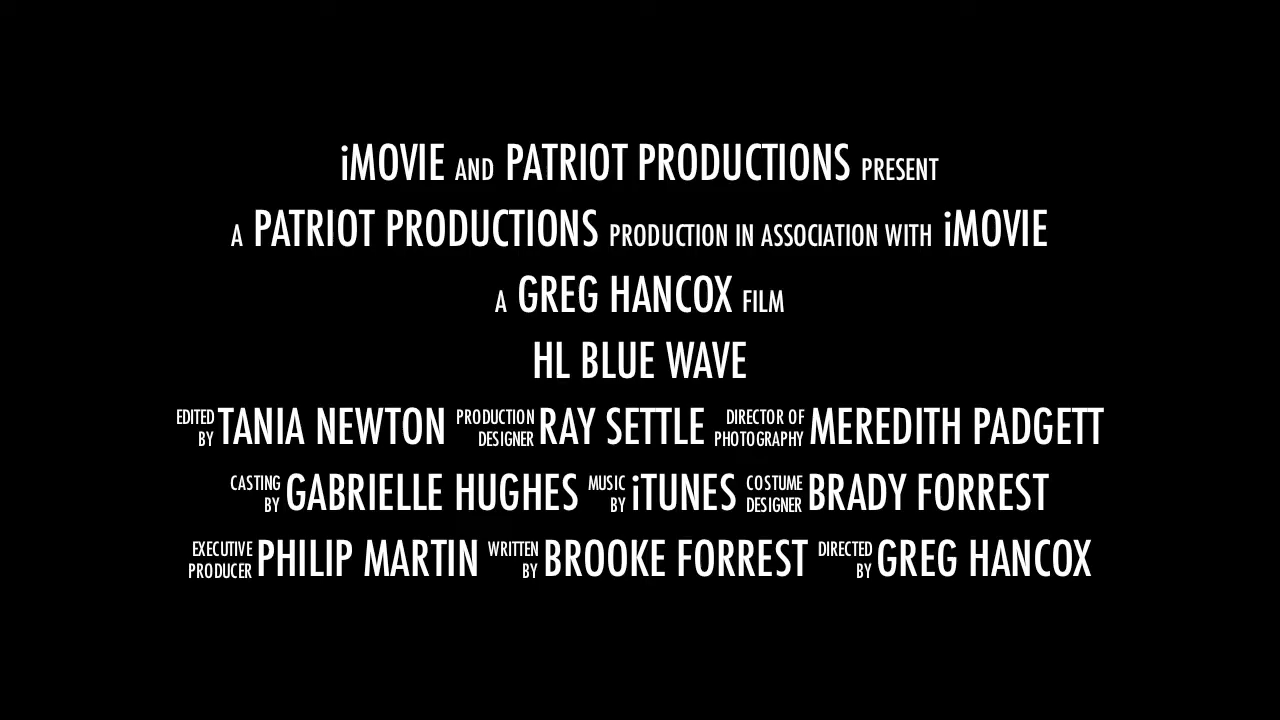 iMOVIE AND PATRIOT PRODUCTIONS PRESENT
A PATRIOT PRODUCTIONS PRODUCTION IN ASSOCIATION WITH iMOVIE
A GREG HANCOX FILM
HL BLUE WAVE
EDITED BY TANIA NEWTON PRODUCTION DESIGNER RAY SETTLE DIRECTOR OF PHOTOGRAPHY MEREDITH PADGETT
CASTING BY GABRIELLE HUGHES MUSIC BY iTUNES COSTUME DESIGNER BRADY FORREST
EXECUTIVE PRODUCER PHILIP MARTIN WRITTEN BY BROOKE FORREST DIRECTED BY GREG HANCOX